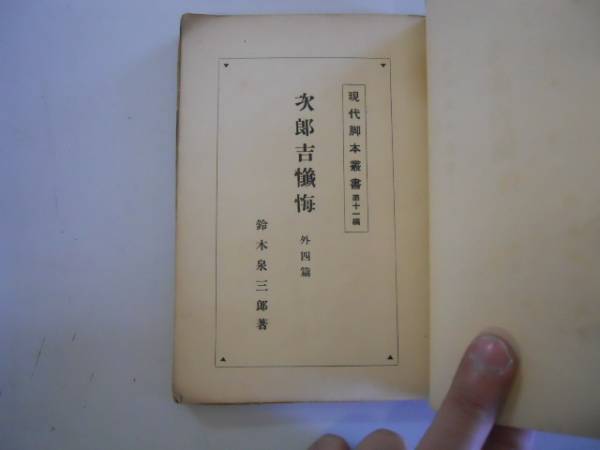 現代脚本叢書第十一編
次郎吉懺悔
外四篇
鈴木泉三郎著